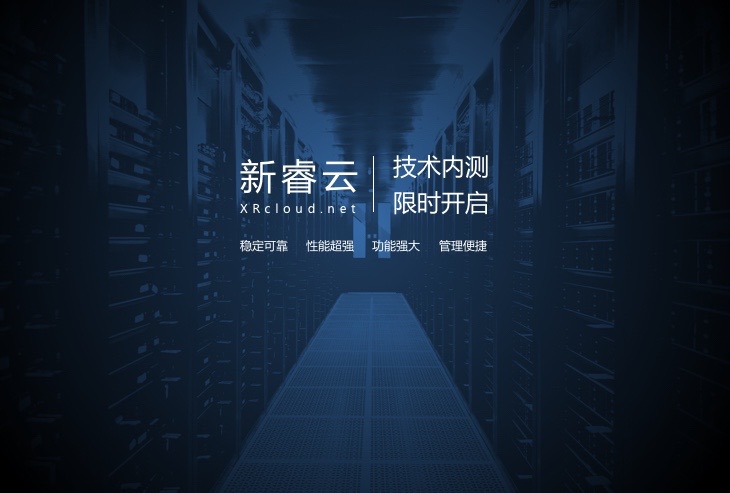 新睿云
XRcloud.net
技术内测
限时开启
稳定可靠 性能超强 功能强大 管理便捷